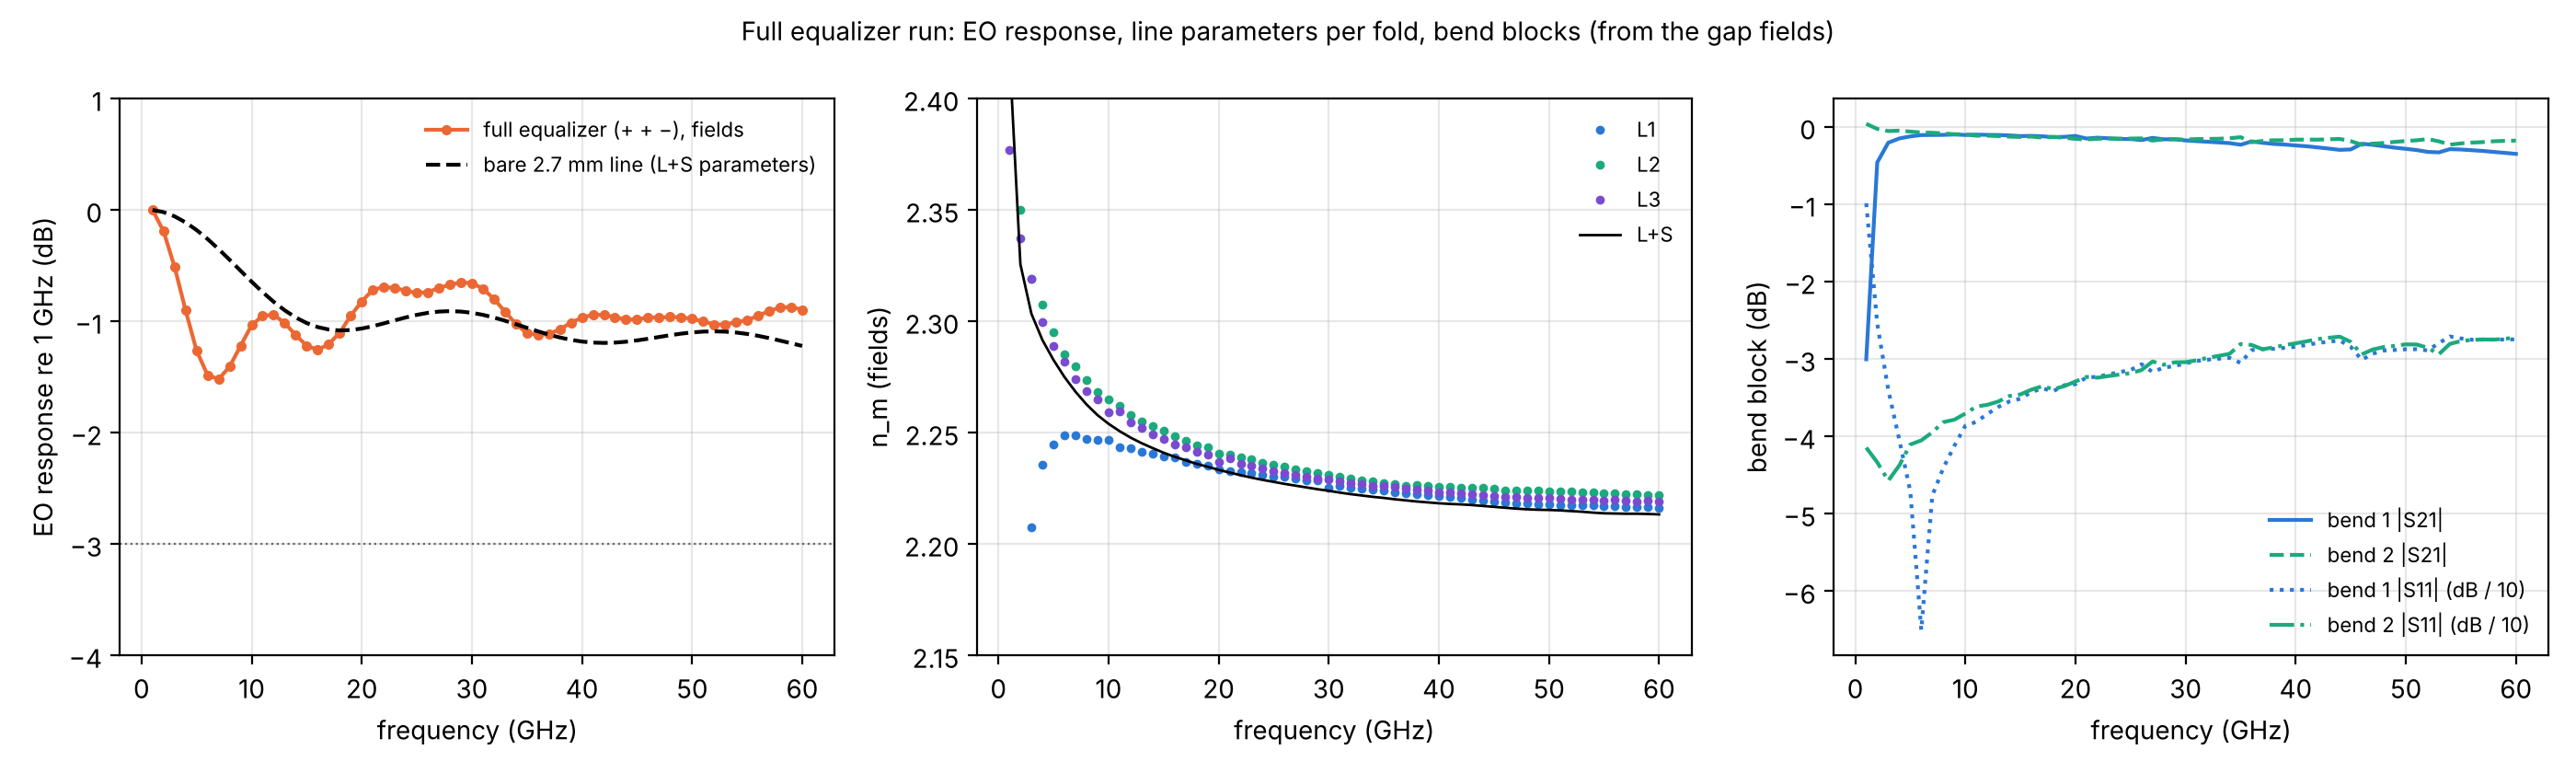 Full equalizer run: EO response, line parameters per fold, bend blocks (from the gap fields)
EO response re 1 GHz (dB)
1
0
−1
−2
−3
−4
full equalizer (+ + −), fields
bare 2.7 mm line (L+S parameters)
0 10 20 30 40 50 60
frequency (GHz)
n_m (fields)
2.40
2.35
2.30
2.25
2.20
2.15
L1
L2
L3
L+S
0 10 20 30 40 50 60
frequency (GHz)
bend block (dB)
0
−1
−2
−3
−4
−5
−6
bend 1 |S21|
bend 2 |S21|
bend 1 |S11| (dB / 10)
bend 2 |S11| (dB / 10)
0 10 20 30 40 50 60
frequency (GHz)